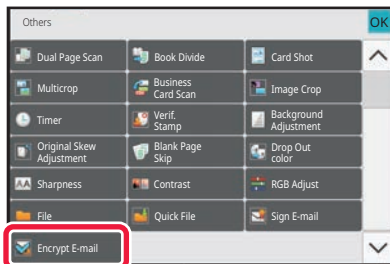 Others
OK
Dual Page Scan
Book Divide
Card Shot
Multicrop
Business
Card Scan
Image Crop
Timer
Verif.
Stamp
Background
Adjustment
Original Skew
Adjustment
Blank Page
Skip
Drop Out
color
Sharpness
Contrast
RGB Adjust
File
Quick File
Sign E-mail
Encrypt E-mail